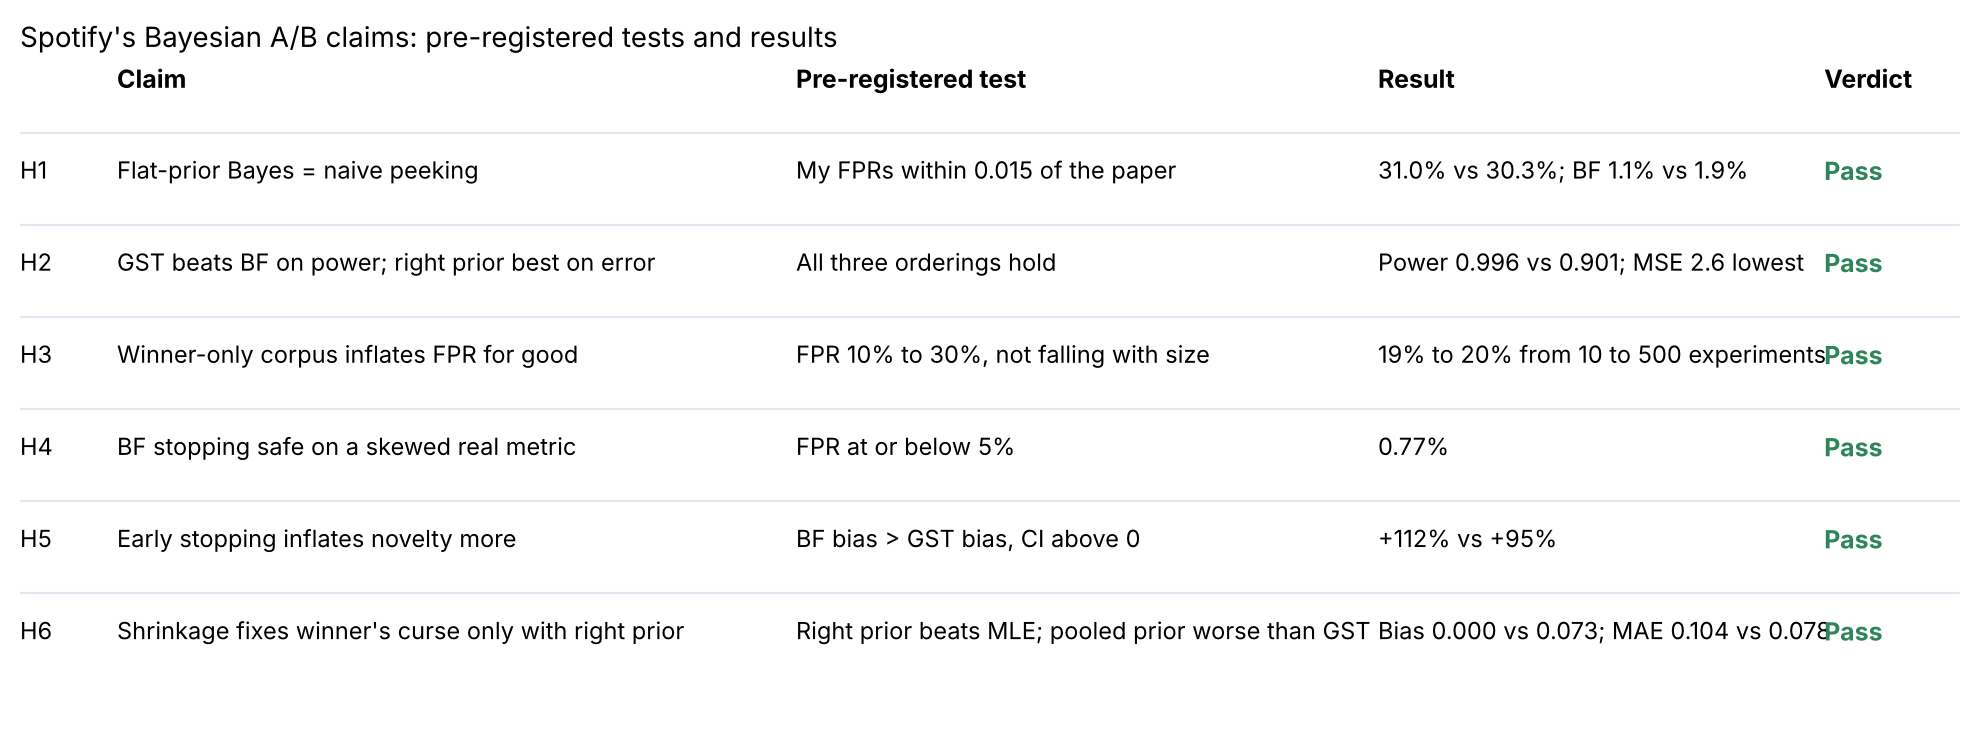 Spotify's Bayesian A/B claims: pre-registered tests and results
Claim Pre-registered test Result Verdict
H1 Flat-prior Bayes = naive peeking My FPRs within 0.015 of the paper 31.0% vs 30.3%; BF 1.1% vs 1.9% Pass
H2 GST beats BF on power; right prior best on error All three orderings hold Power 0.996 vs 0.901; MSE 2.6 lowest Pass
H3 Winner-only corpus inflates FPR for good FPR 10% to 30%, not falling with size 19% to 20% from 10 to 500 experiments Pass
H4 BF stopping safe on a skewed real metric FPR at or below 5% 0.77% Pass
H5 Early stopping inflates novelty more BF bias > GST bias, CI above 0 +112% vs +95% Pass
H6 Shrinkage fixes winner's curse only with right prior Right prior beats MLE; pooled prior worse than GST Bias 0.000 vs 0.073; MAE 0.104 vs 0.078 Pass